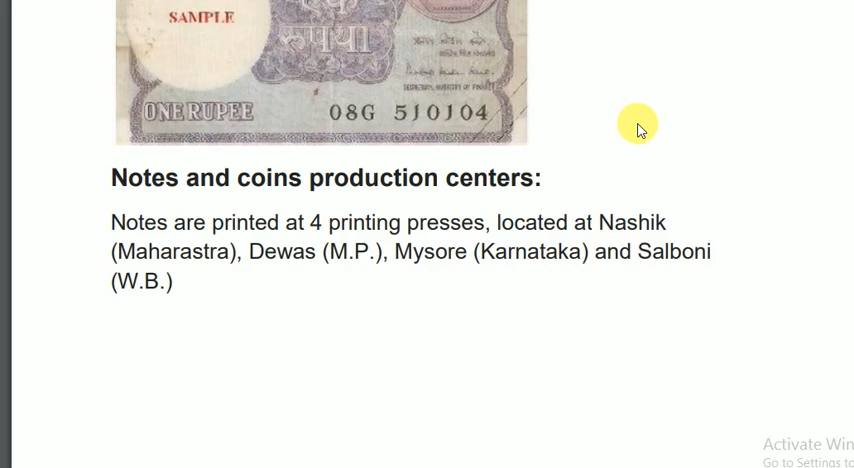 SAMPLE
रूपया
ONE RUPEE
08G 510104
Notes and coins production centers:
Notes are printed at 4 printing presses, located at Nashik
(Maharastra), Dewas (M.P.), Mysore (Karnataka) and Salboni
(W.B.)
Activate Win
Go to Settings to